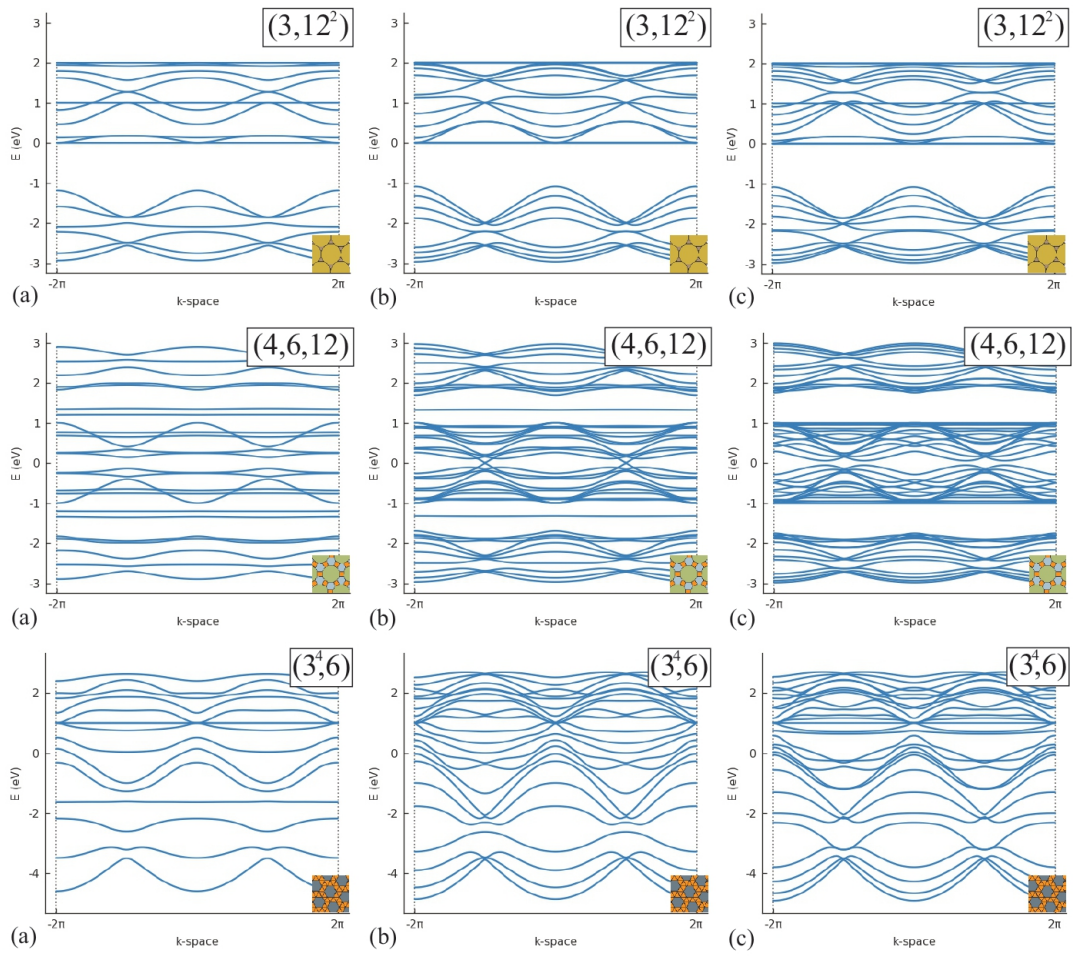 (3,12²)
(3,12²)
(3,12²)
3
2
1
0
-1
-2
-3
E (eV)
-2π
2π
k-space
(a)
3
2
1
0
-1
-2
-3
E (eV)
-2π
2π
k-space
(b)
3
2
1
0
-1
-2
-3
E (eV)
-2π
2π
k-space
(c)
(4,6,12)
(4,6,12)
(4,6,12)
3
2
1
0
-1
-2
-3
E (eV)
-2π
2π
k-space
(a)
3
2
1
0
-1
-2
-3
E (eV)
-2π
2π
k-space
(b)
3
2
1
0
-1
-2
-3
E (eV)
-2π
2π
k-space
(c)
(3⁴,6)
(3⁴,6)
(3⁴,6)
2
0
-2
-4
E (eV)
-2π
2π
k-space
(a)
2
0
-2
-4
E (eV)
-2π
2π
k-space
(b)
2
0
-2
-4
E (eV)
-2π
2π
k-space
(c)